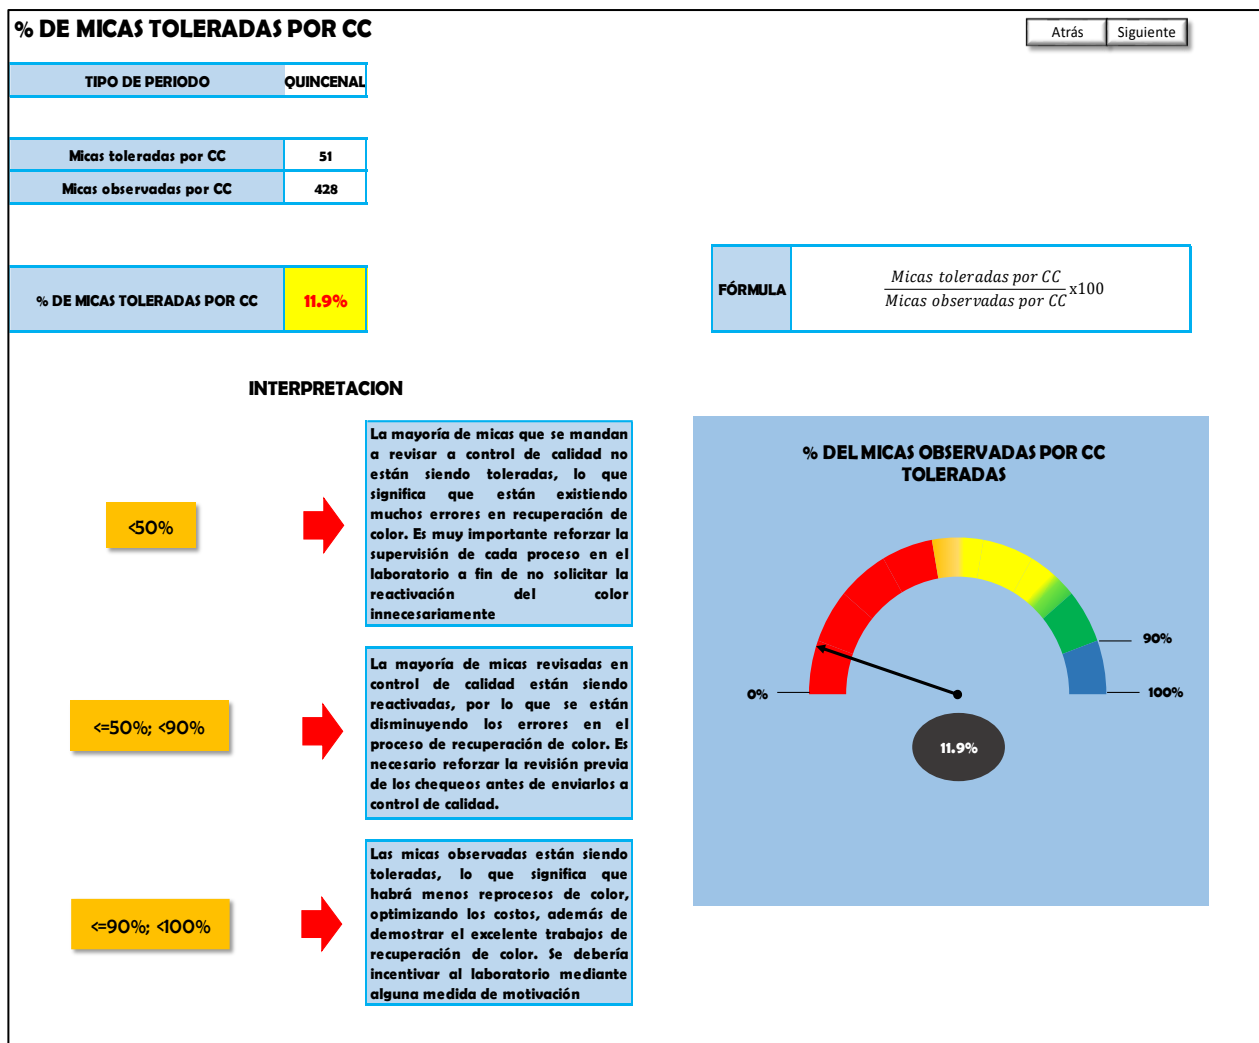 % DE MICAS TOLERADAS POR CC
Atrás
Siguiente
TIPO DE PERIODO QUINCENAL
Micas toleradas por CC 51
Micas observadas por CC 428
% DE MICAS TOLERADAS POR CC 11.9%
FÓRMULA
Micas toleradas por CC
Micas observadas por CC
x100
INTERPRETACION
<50%
La mayoría de micas que se mandan
a revisar a control de calidad no
están siendo toleradas, lo que
significa que están existiendo
muchos errores en recuperación de
color. Es muy importante reforzar la
supervisión de cada proceso en el
laboratorio a fin de no solicitar la
reactivación del color
innecesariamente
<=50%; <90%
La mayoría de micas revisadas en
control de calidad están siendo
reactivadas, por lo que se están
disminuyendo los errores en el
proceso de recuperación de color. Es
necesario reforzar la revisión previa
de los chequeos antes de enviarlos a
control de calidad.
<=90%; <100%
Las micas observadas están siendo
toleradas, lo que significa que
habrá menos reprocesos de color,
optimizando los costos, además de
demostrar el excelente trabajos de
recuperación de color. Se debería
incentivar al laboratorio mediante
alguna medida de motivación
% DEL MICAS OBSERVADAS POR CC
TOLERADAS
90%
0%
100%
11.9%